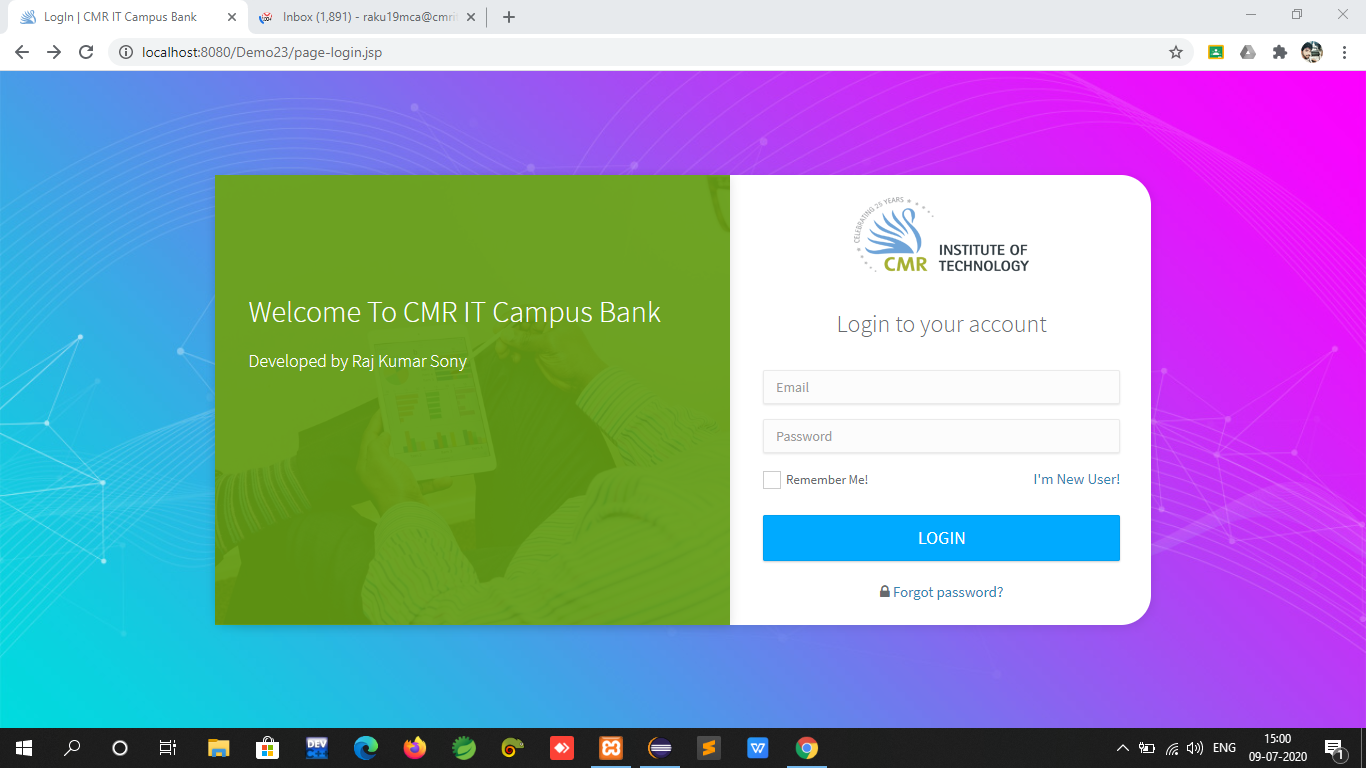 LogIn | CMR IT Campus Bank
Inbox (1,891) - raku19mca@cmri
localhost:8080/Demo23/page-login.jsp
CELEBRATING 25 YEARS
CMR
INSTITUTE OF
TECHNOLOGY
Welcome To CMR IT Campus Bank
Developed by Raj Kumar Sony
Login to your account
Email
Password
Remember Me!
I'm New User!
LOGIN
Forgot password?
DEV
C++
W
ENG
15:00
09-07-2020
1